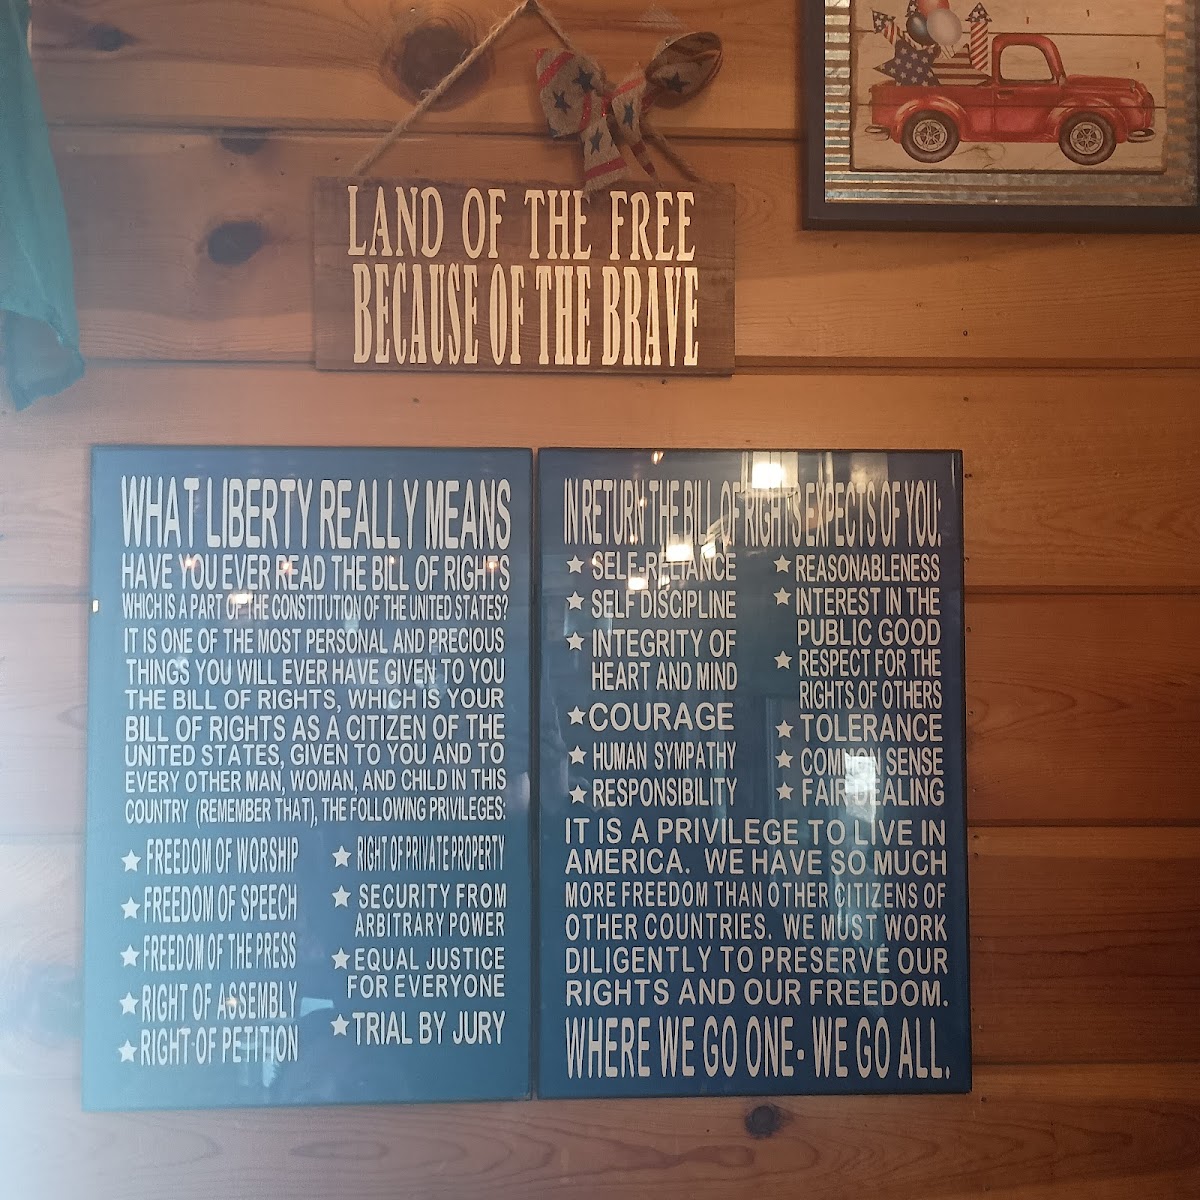 LAND OF THE FREE
BECAUSE OF THE BRAVE
WHAT LIBERTY REALLY MEANS
HAVE YOU EVER READ THE BILL OF RIGHTS
WHICH IS A PART OF THE CONSTITUTION OF THE UNITED STATES?
IT IS ONE OF THE MOST PERSONAL AND PRECIOUS
THINGS YOU WILL EVER HAVE GIVEN TO YOU
THE BILL OF RIGHTS, WHICH IS YOUR
BILL OF RIGHTS AS A CITIZEN OF THE
UNITED STATES, GIVEN TO YOU AND TO
EVERY OTHER MAN, WOMAN, AND CHILD IN THIS
COUNTRY (REMEMBER THAT), THE FOLLOWING PRIVILEGES:
FREEDOM OF WORSHIP
FREEDOM OF SPEECH
FREEDOM OF THE PRESS
RIGHT OF ASSEMBLY
RIGHT OF PETITION
RIGHT OF PRIVATE PROPERTY
SECURITY FROM
ARBITRARY POWER
EQUAL JUSTICE
FOR EVERYONE
TRIAL BY JURY
IN RETURN THE BILL OF RIGHTS EXPECTS OF YOU:
SELF-RELIANCE
SELF DISCIPLINE
INTEGRITY OF
HEART AND MIND
COURAGE
HUMAN SYMPATHY
RESPONSIBILITY
REASONABLENESS
INTEREST IN THE
PUBLIC GOOD
RESPECT FOR THE
RIGHTS OF OTHERS
TOLERANCE
COMMON SENSE
FAIR DEALING
IT IS A PRIVILEGE TO LIVE IN
AMERICA. WE HAVE SO MUCH
MORE FREEDOM THAN OTHER CITIZENS OF
OTHER COUNTRIES. WE MUST WORK
DILIGENTLY TO PRESERVE OUR
RIGHTS AND OUR FREEDOM.
WHERE WE GO ONE- WE GO ALL.